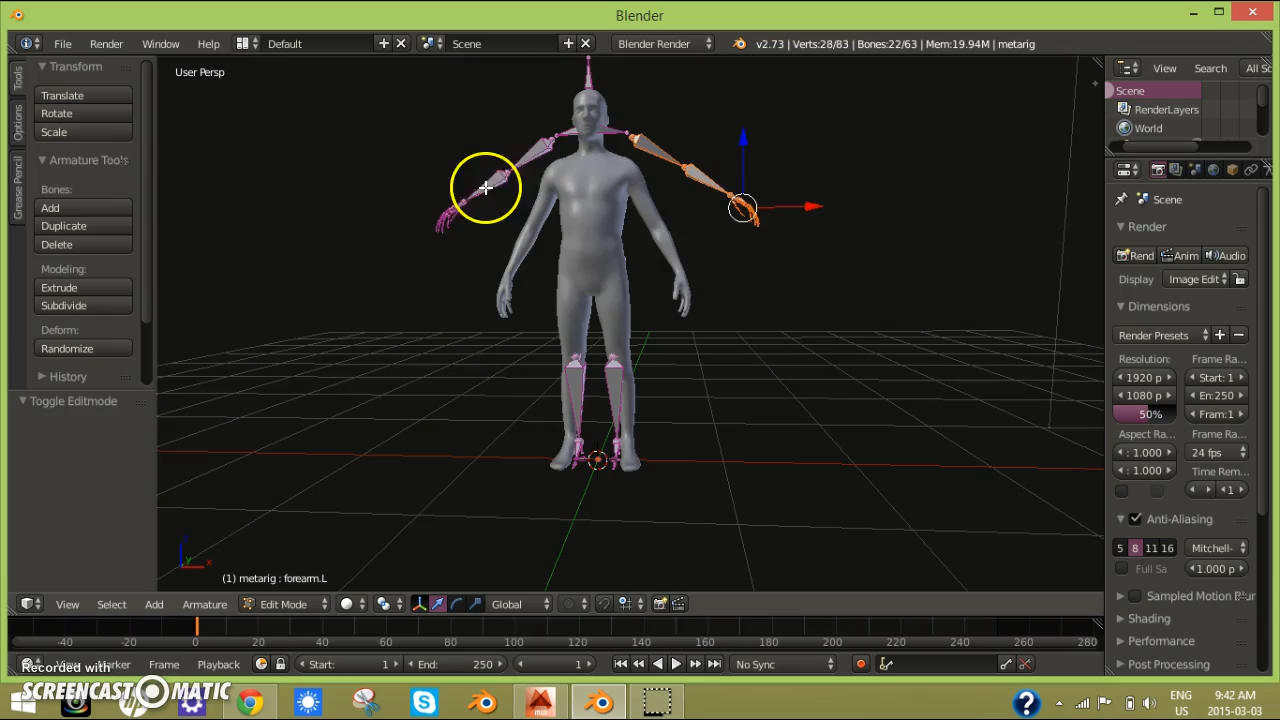 Blender
File Render Window Help Default Scene Blender Render v2.73 | Verts:28/83 | Bones:22/63 | Mem:19.94M | metarig
Tools
Options
Grease Pencil
Transform
Translate
Rotate
Scale
Armature Tools
Bones:
Add
Duplicate
Delete
Modeling:
Extrude
Subdivide
Deform:
Randomize
History
Toggle Editmode
User Persp
(1) metarig : forearm.L
View Search All Sc
Scene
RenderLayers
World
Scene
Render
Rend Anim Audio
Display Image Edit
Dimensions
Render Presets
Resolution: Frame Ra...
1920 p Start: 1
1080 p En:250
50% Fram:1
Aspect Ra... Frame Ra...
: 1.000 24 fps
: 1.000 Time Rem...
1
Anti-Aliasing
5 8 11 16 Mitchell-
Full Sa 1.000 p
Sampled Motion Blur
Shading
Performance
Post Processing
View Select Add Armature Edit Mode Global
-40 -20 0 20 40 60 80 100 120 140 160 180 200 220 240 260 280
Marker Frame Playback Start: 1 End: 250 1 No Sync
Recorded with
SCREENCAST MATIC
ENG 9:42 AM
US 2015-03-03